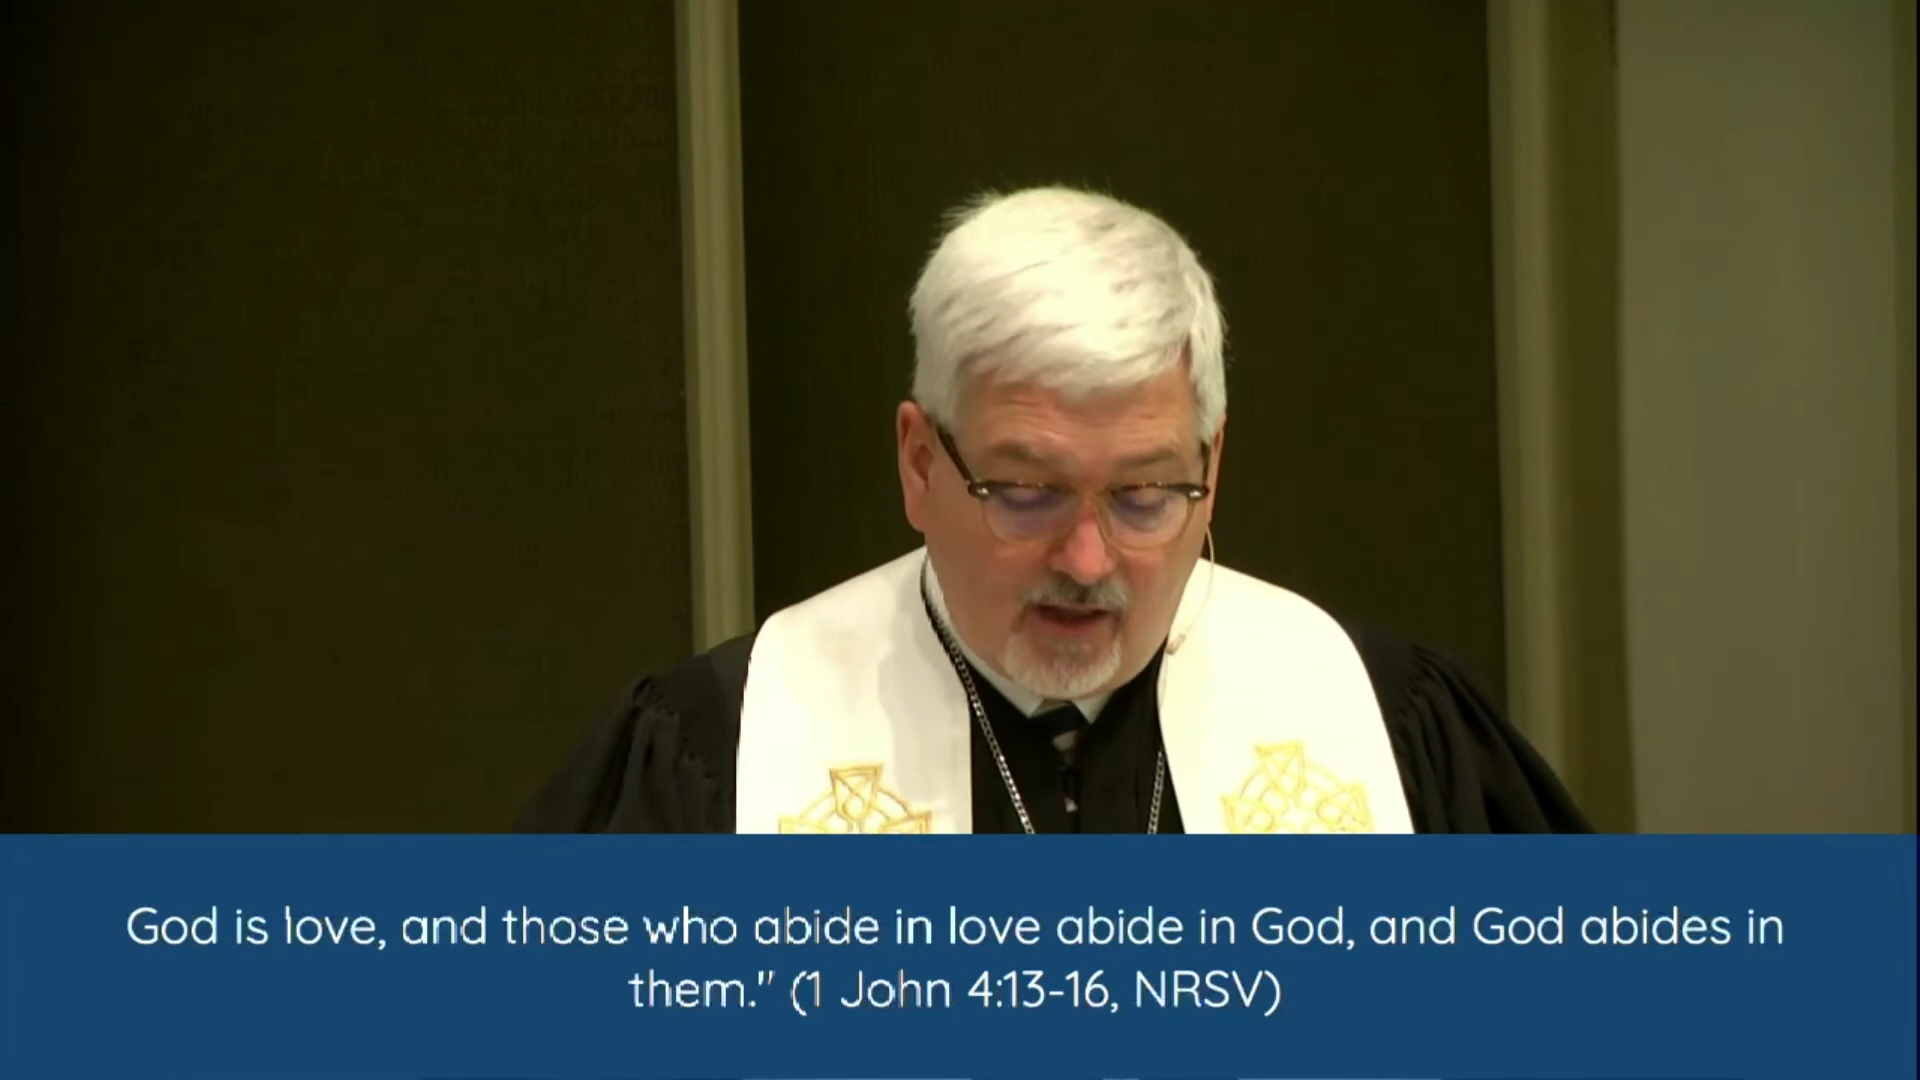 God is love, and those who abide in love abide in God, and God abides in
them." (1 John 4:13-16, NRSV)